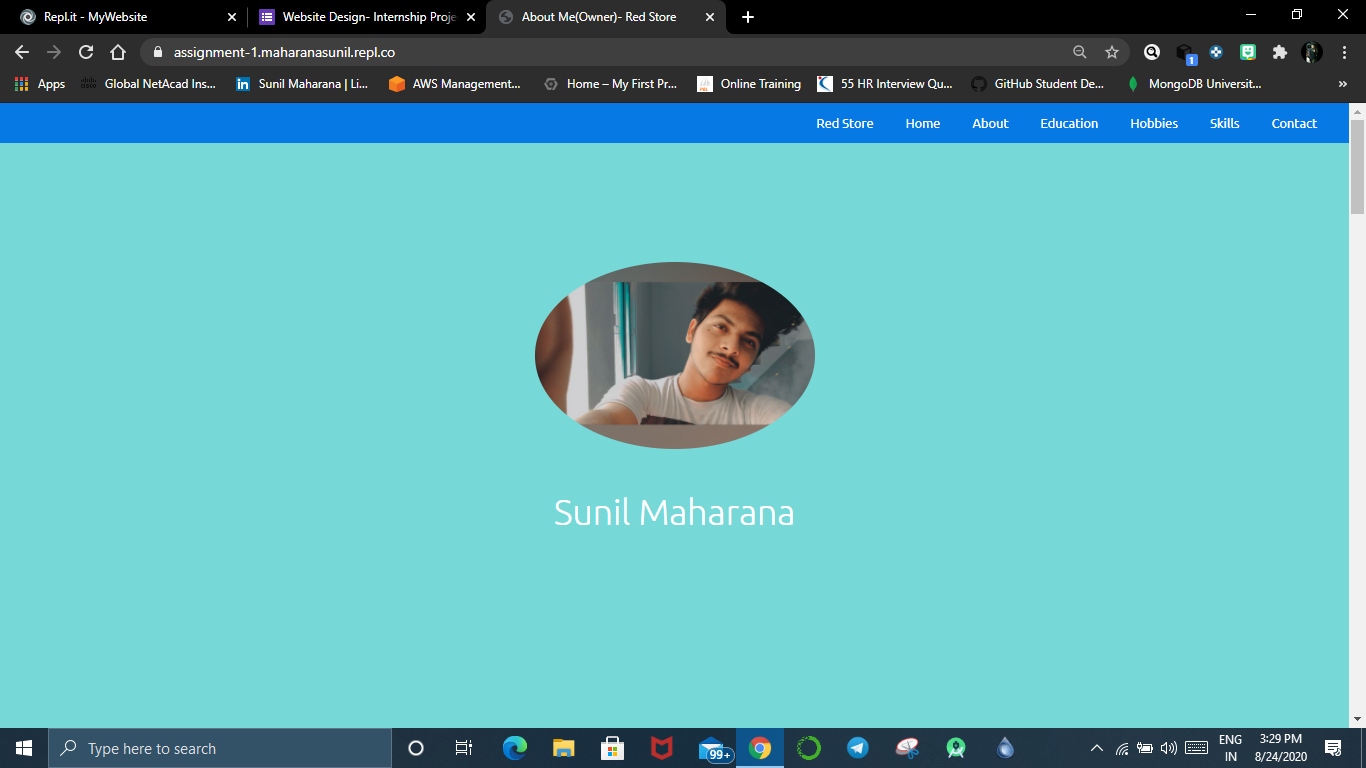 Repl.it - MyWebsite
Website Design- Internship Proje
About Me(Owner)- Red Store
assignment-1.maharanasunil.repl.co
Apps
Global NetAcad Ins...
Sunil Maharana | Li...
AWS Management...
Home – My First Pr...
Online Training
55 HR Interview Qu...
GitHub Student De...
MongoDB Universit...
»
1
Red Store
Home
About
Education
Hobbies
Skills
Contact
Sunil Maharana
Type here to search
99+
ENG
IN
3:29 PM
8/24/2020